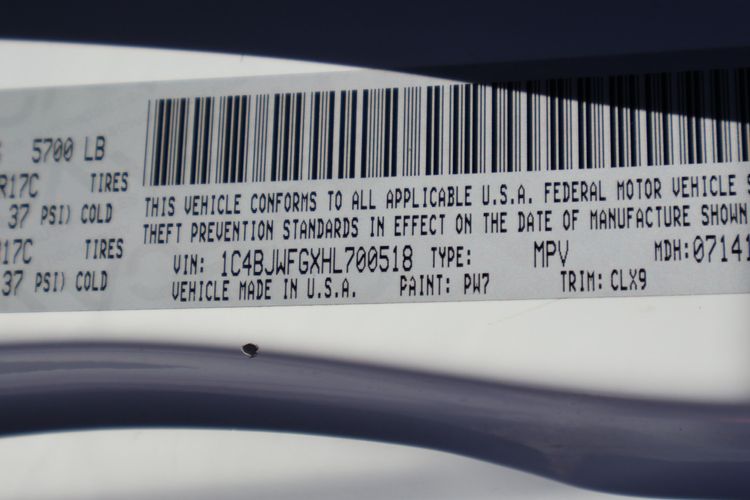 5700 LB
R17C TIRES
37 PSI) COLD
17C TIRES
37 PSI) COLD
THIS VEHICLE CONFORMS TO ALL APPLICABLE U.S.A. FEDERAL MOTOR VEHICLE S
THEFT PREVENTION STANDARDS IN EFFECT ON THE DATE OF MANUFACTURE SHOWN
VIN: 1C4BJWFGXHL700518 TYPE: MPV MDH:07141
VEHICLE MADE IN U.S.A. PAINT: PW7 TRIM: CLX9